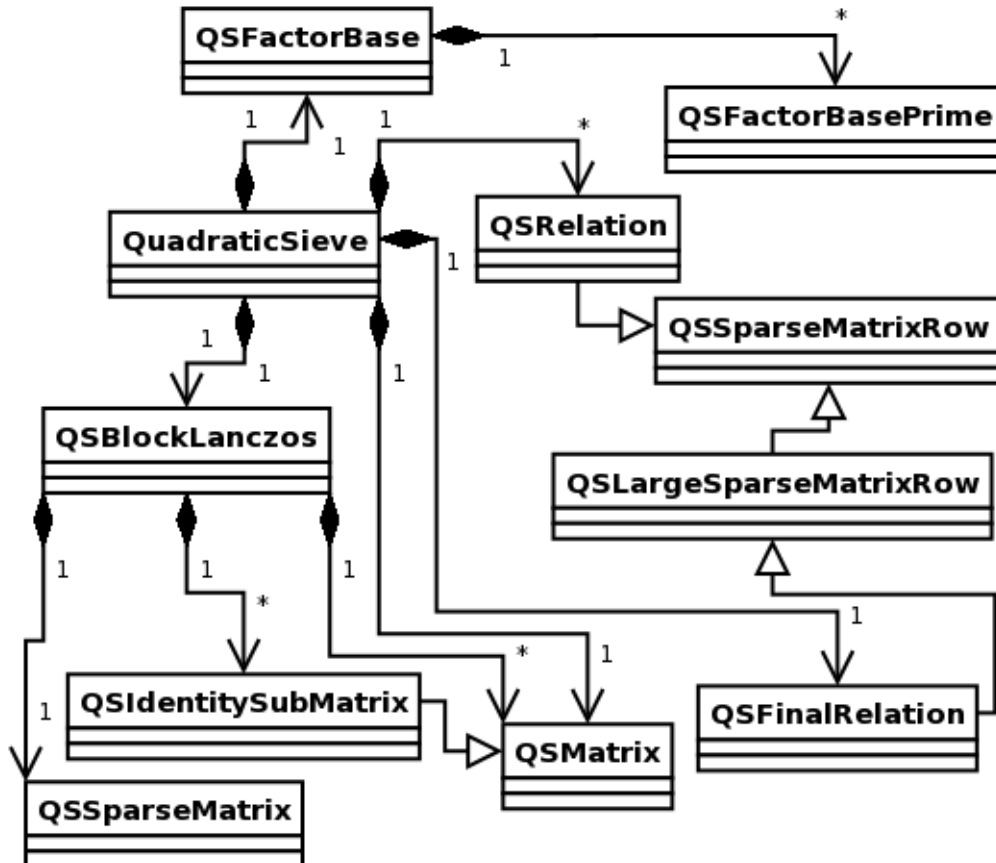 QSFactorBase
1
*
QSFactorBasePrime
1
1
1
*
QuadraticSieve
QSRelation
1
QSSparseMatrixRow
1
1
1
QSBlockLanczos
QSLargeSparseMatrixRow
1
1
1
*
1
*
1
1
QSIdentitySubMatrix
QSMatrix
QSFinalRelation
QSSparseMatrix